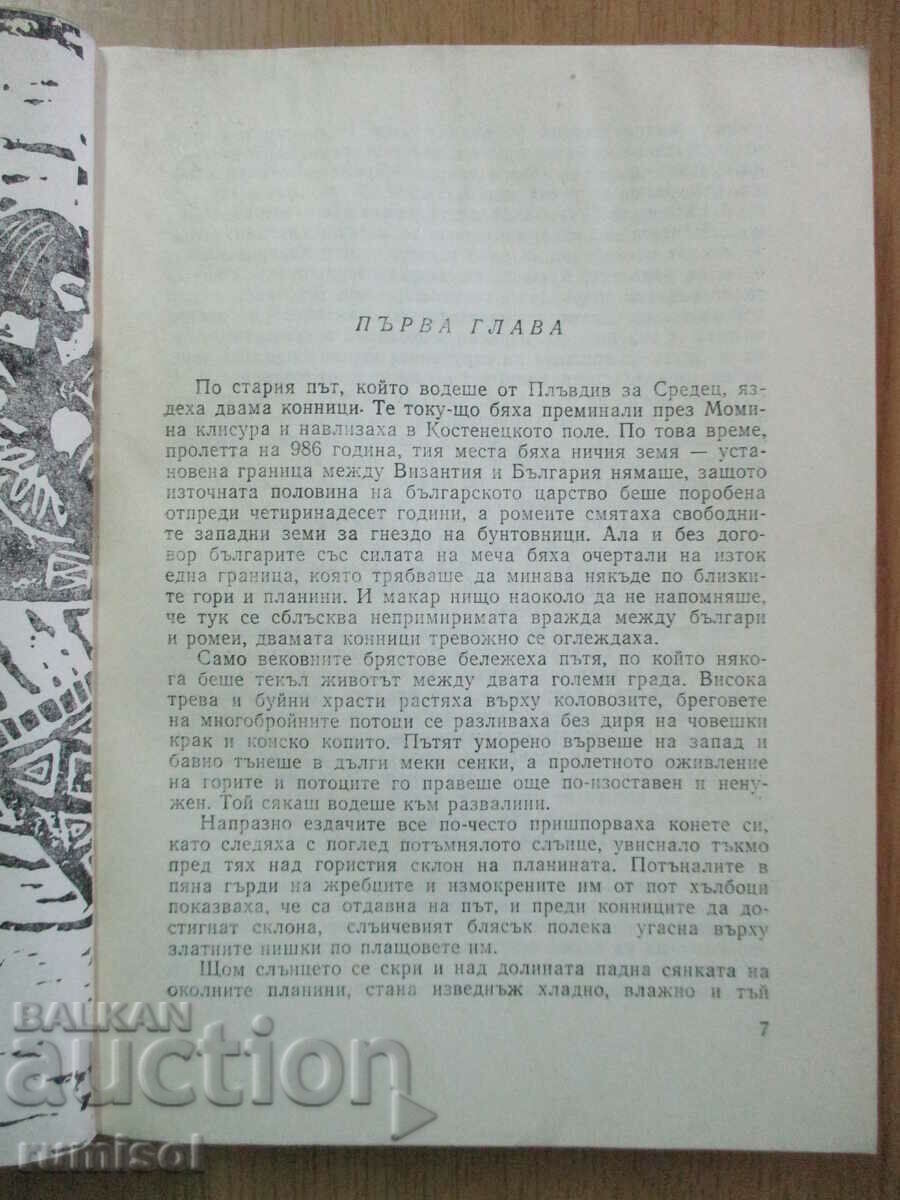 ПЪРВА ГЛАВА
По стария път, който водеше от Плъвдив за Средец, яз-
деха двама конници. Те току-що бяха преминали през Моми-
на клисура и навлизаха в Костенецкото поле. По това време,
пролетта на 986 година, тия места бяха ничия земя — уста-
новена граница между Византия и България нямаше, защото
източната половина на българското царство беше поробена
отпреди четиринадесет години, а ромеите смятаха свободни-
те западни земи за гнездо на бунтовници. Ала и без дого-
вор българите със силата на меча бяха очертали на изток
една граница, която трябваше да минава някъде по близки-
те гори и планини. И макар нищо наоколо да не напомняше,
че тук се сблъсква непримиримата вражда между българи
и ромеи, двамата конници тревожно се оглеждаха.
Само вековните брястове бележеха пътя, по който няко-
га беше текъл животът между двата големи града. Висока
трева и буйни храсти растяха върху коловозите, бреговете
на многобройните потоци се разливаха без диря на човешки
крак и конско копито. Пътят уморено вървеше на запад и
бавно тънеше в дълги меки сенки, а пролетното оживление
на горите и потоците го правеше още по-изоставен и нену-
жен. Той сякаш водеше към развалини.
Напразно ездачите все по-често пришпорваха конете си,
като следяха с поглед потъмнялото слънце, увиснало тъкмо
пред тях над гористия склон на планината. Потъналите в
пяна гърди на жребците и измокрените им от пот хълбоци
показваха, че са отдавна на път, и преди конниците да до-
стигнат склона, слънчевият блясък полека угасна върху
златните нишки по плащовете им.
Щом слънцето се скри и над долината падна сянката на
околните планини, стана изведнъж хладно, влажно и тъй
7
BALKAN
auction
rumisol